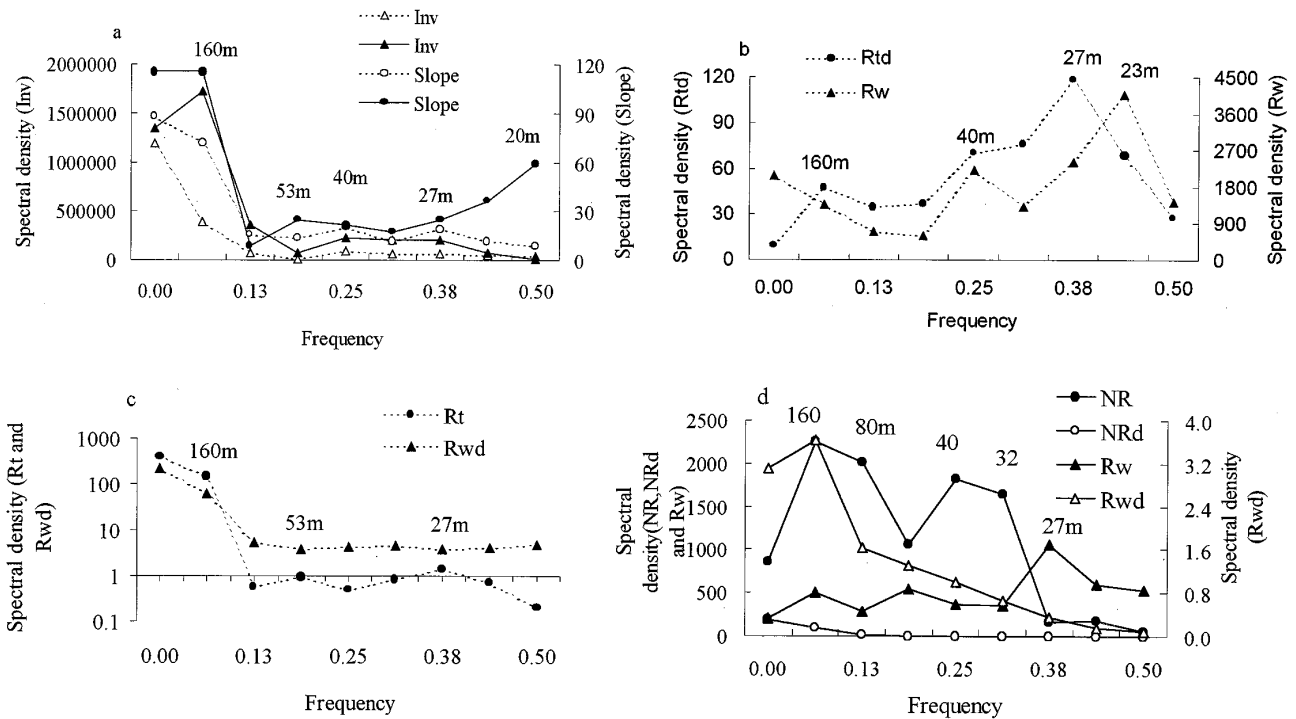 a
Inv
Inv
Slope
Slope
160m
53m
40m
27m
20m
2000000
1500000
1000000
500000
0
120
90
60
30
0
Spectral density (Inv)
Spectral density (Slope)
0.00
0.13
0.25
0.38
0.50
Frequency
b
Rtd
Rw
160m
40m
27m
23m
120
90
60
30
0
4500
3600
2700
1800
900
0
Spectral density (Rtd)
Spectral density (Rw)
0.00
0.13
0.25
0.38
0.50
Frequency
c
Rt
Rwd
160m
53m
27m
1000
100
10
1
0.1
Spectral density (Rt and
Rwd)
0.00
0.13
0.25
0.38
0.50
Frequency
d
NR
NRd
Rw
Rwd
160
80m
40
32
27m
2500
2000
1500
1000
500
0
4.0
3.2
2.4
1.6
0.8
0.0
Spectral
density(NR,NRd
and Rw)
Spectral density
(Rwd)
0.00
0.13
0.25
0.38
0.50
Frequency